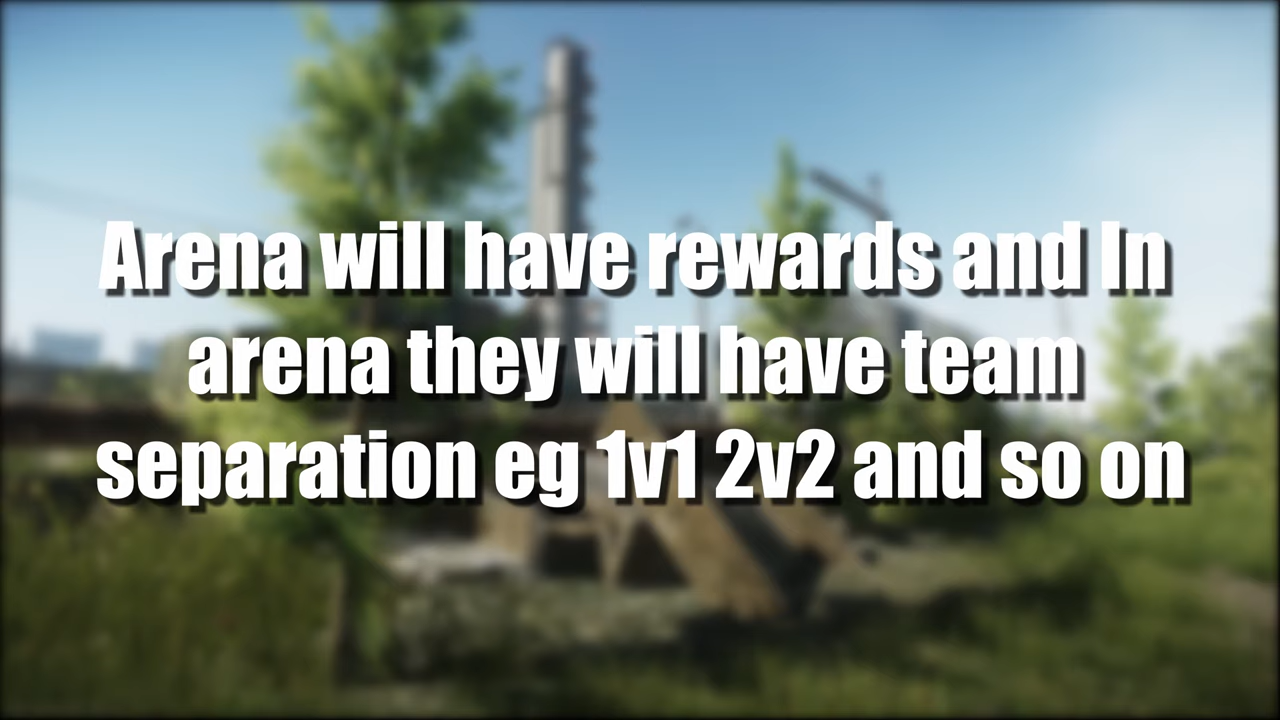 Arena will have rewards and In
arena they will have team
separation eg 1v1 2v2 and so on